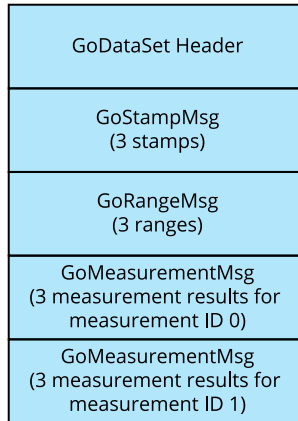 GoDataSet Header
GoStampMsg
(3 stamps)
GoRangeMsg
(3 ranges)
GoMeasurementMsg
(3 measurement results for
measurement ID 0)
GoMeasurementMsg
(3 measurement results for
measurement ID 1)